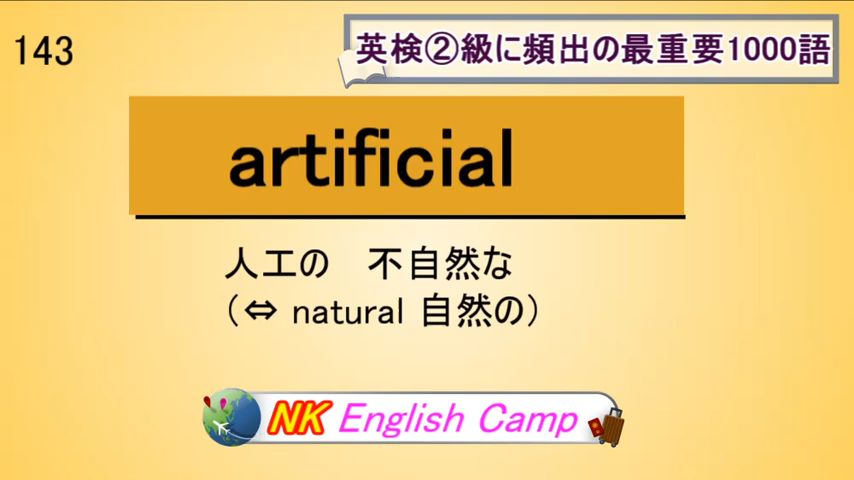 143
英検②級に頻出の最重要1000語
artificial
人工の　不自然な
(⇔ natural 自然の)
NK English Camp